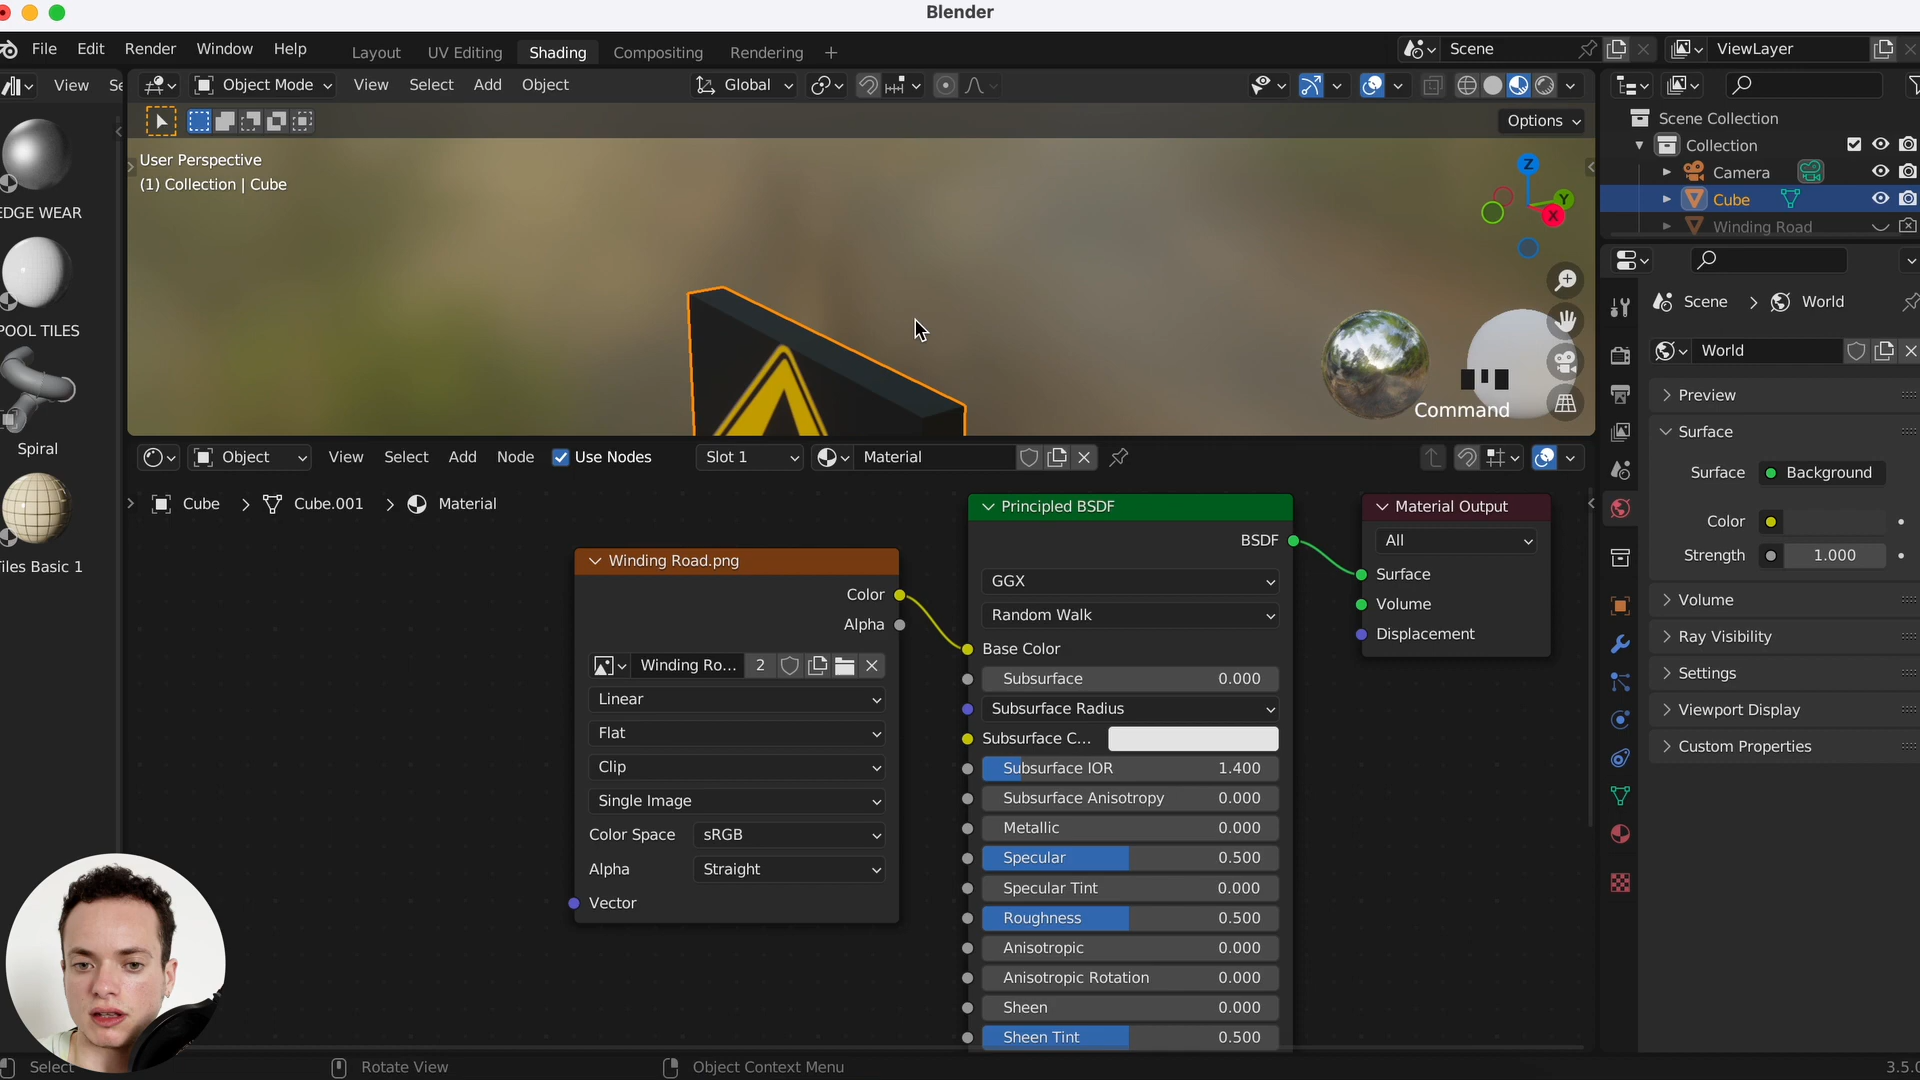 Blender
File Edit Render Window Help Layout UV Editing Shading Compositing Rendering + Scene ViewLayer
View Se Object Mode View Select Add Object Global
Options
User Perspective
(1) Collection | Cube
Z
Y
X
Command
Scene Collection
Collection
Camera
Cube
Winding Road
EDGE WEAR
POOL TILES
Spiral
Tiles Basic 1
Object View Select Add Node Use Nodes Slot 1 Material
Cube > Cube.001 > Material
Winding Road.png
Color
Alpha
Winding Ro... 2
Linear
Flat
Clip
Single Image
Color Space sRGB
Alpha Straight
Vector
Principled BSDF
BSDF
GGX
Random Walk
Base Color
Subsurface 0.000
Subsurface Radius
Subsurface C...
Subsurface IOR 1.400
Subsurface Anisotropy 0.000
Metallic 0.000
Specular 0.500
Specular Tint 0.000
Roughness 0.500
Anisotropic 0.000
Anisotropic Rotation 0.000
Sheen 0.000
Sheen Tint 0.500
Material Output
All
Surface
Volume
Displacement
Scene > World
World
Preview
Surface
Surface Background
Color
Strength 1.000
Volume
Ray Visibility
Settings
Viewport Display
Custom Properties
Select Rotate View Object Context Menu 3.5.0